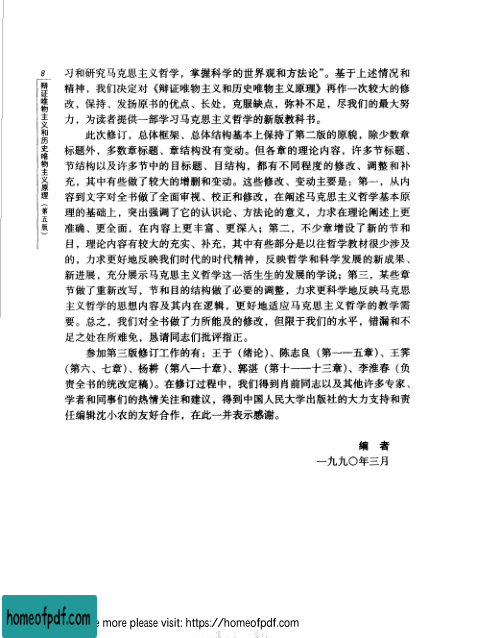 8
辩证唯物主义和历史唯物主义原理（第五版）
习和研究马克思主义哲学，掌握科学的世界观和方法论”。基于上述情况和
精神，我们决定对《辩证唯物主义和历史唯物主义原理》再作一次较大的修
改，保持、发扬原书的优点、长处，克服缺点，弥补不足，尽我们的最大努
力，为读者提供一部学习马克思主义哲学的新版教科书。
此次修订，总体框架、总体结构基本上保持了第二版的原貌，除少数章
标题外，多数章标题、章结构没有变动。但各章的理论内容，许多节标题、
节结构以及许多节中的目标题、目结构，都有不同程度的修改、调整和补
充，其中有些做了较大的增删和变动。这些修改、变动主要是：第一，从内
容到文字对全书做了全面审视、校正和修改，在阐述马克思主义哲学基本原
理的基础上，突出强调了它的认识论、方法论的意义，力求在理论阐述上更
准确、更全面，在内容上更丰富、更深入；第二，不少章增设了新的节和
目，理论内容有较大的充实、补充，其中有些部分是以往哲学教材很少涉及
的，力求更好地反映我们时代的时代精神，反映哲学和科学发展的新成果、
新进展，充分展示马克思主义哲学这一活生生的发展的学说；第三，某些章
节做了重新改写，节和目的结构做了必要的调整，力求更科学地反映马克思
主义哲学的思想内容及其内在逻辑，更好地适应马克思主义哲学的教学需
要。总之，我们对全书做了力所能及的修改，但限于我们的水平，错漏和不
足之处在所难免，恳请同志们批评指正。
参加第三版修订工作的有：王于（绪论）、陈志良（第一—五章）、王霁
（第六、七章）、杨耕（第八—十章）、郭湛（第十一—十三章）、李淮春（负
责全书的统改定稿）。在修订过程中，我们得到肖前同志以及其他许多专家、
学者和同事们的热情关注和建议，得到中国人民大学出版社的大力支持和责
任编辑沈小农的友好合作，在此一并表示感谢。
编 者
一九九〇年三月
homeofpdf.com
e more please visit: https://homeofpdf.com